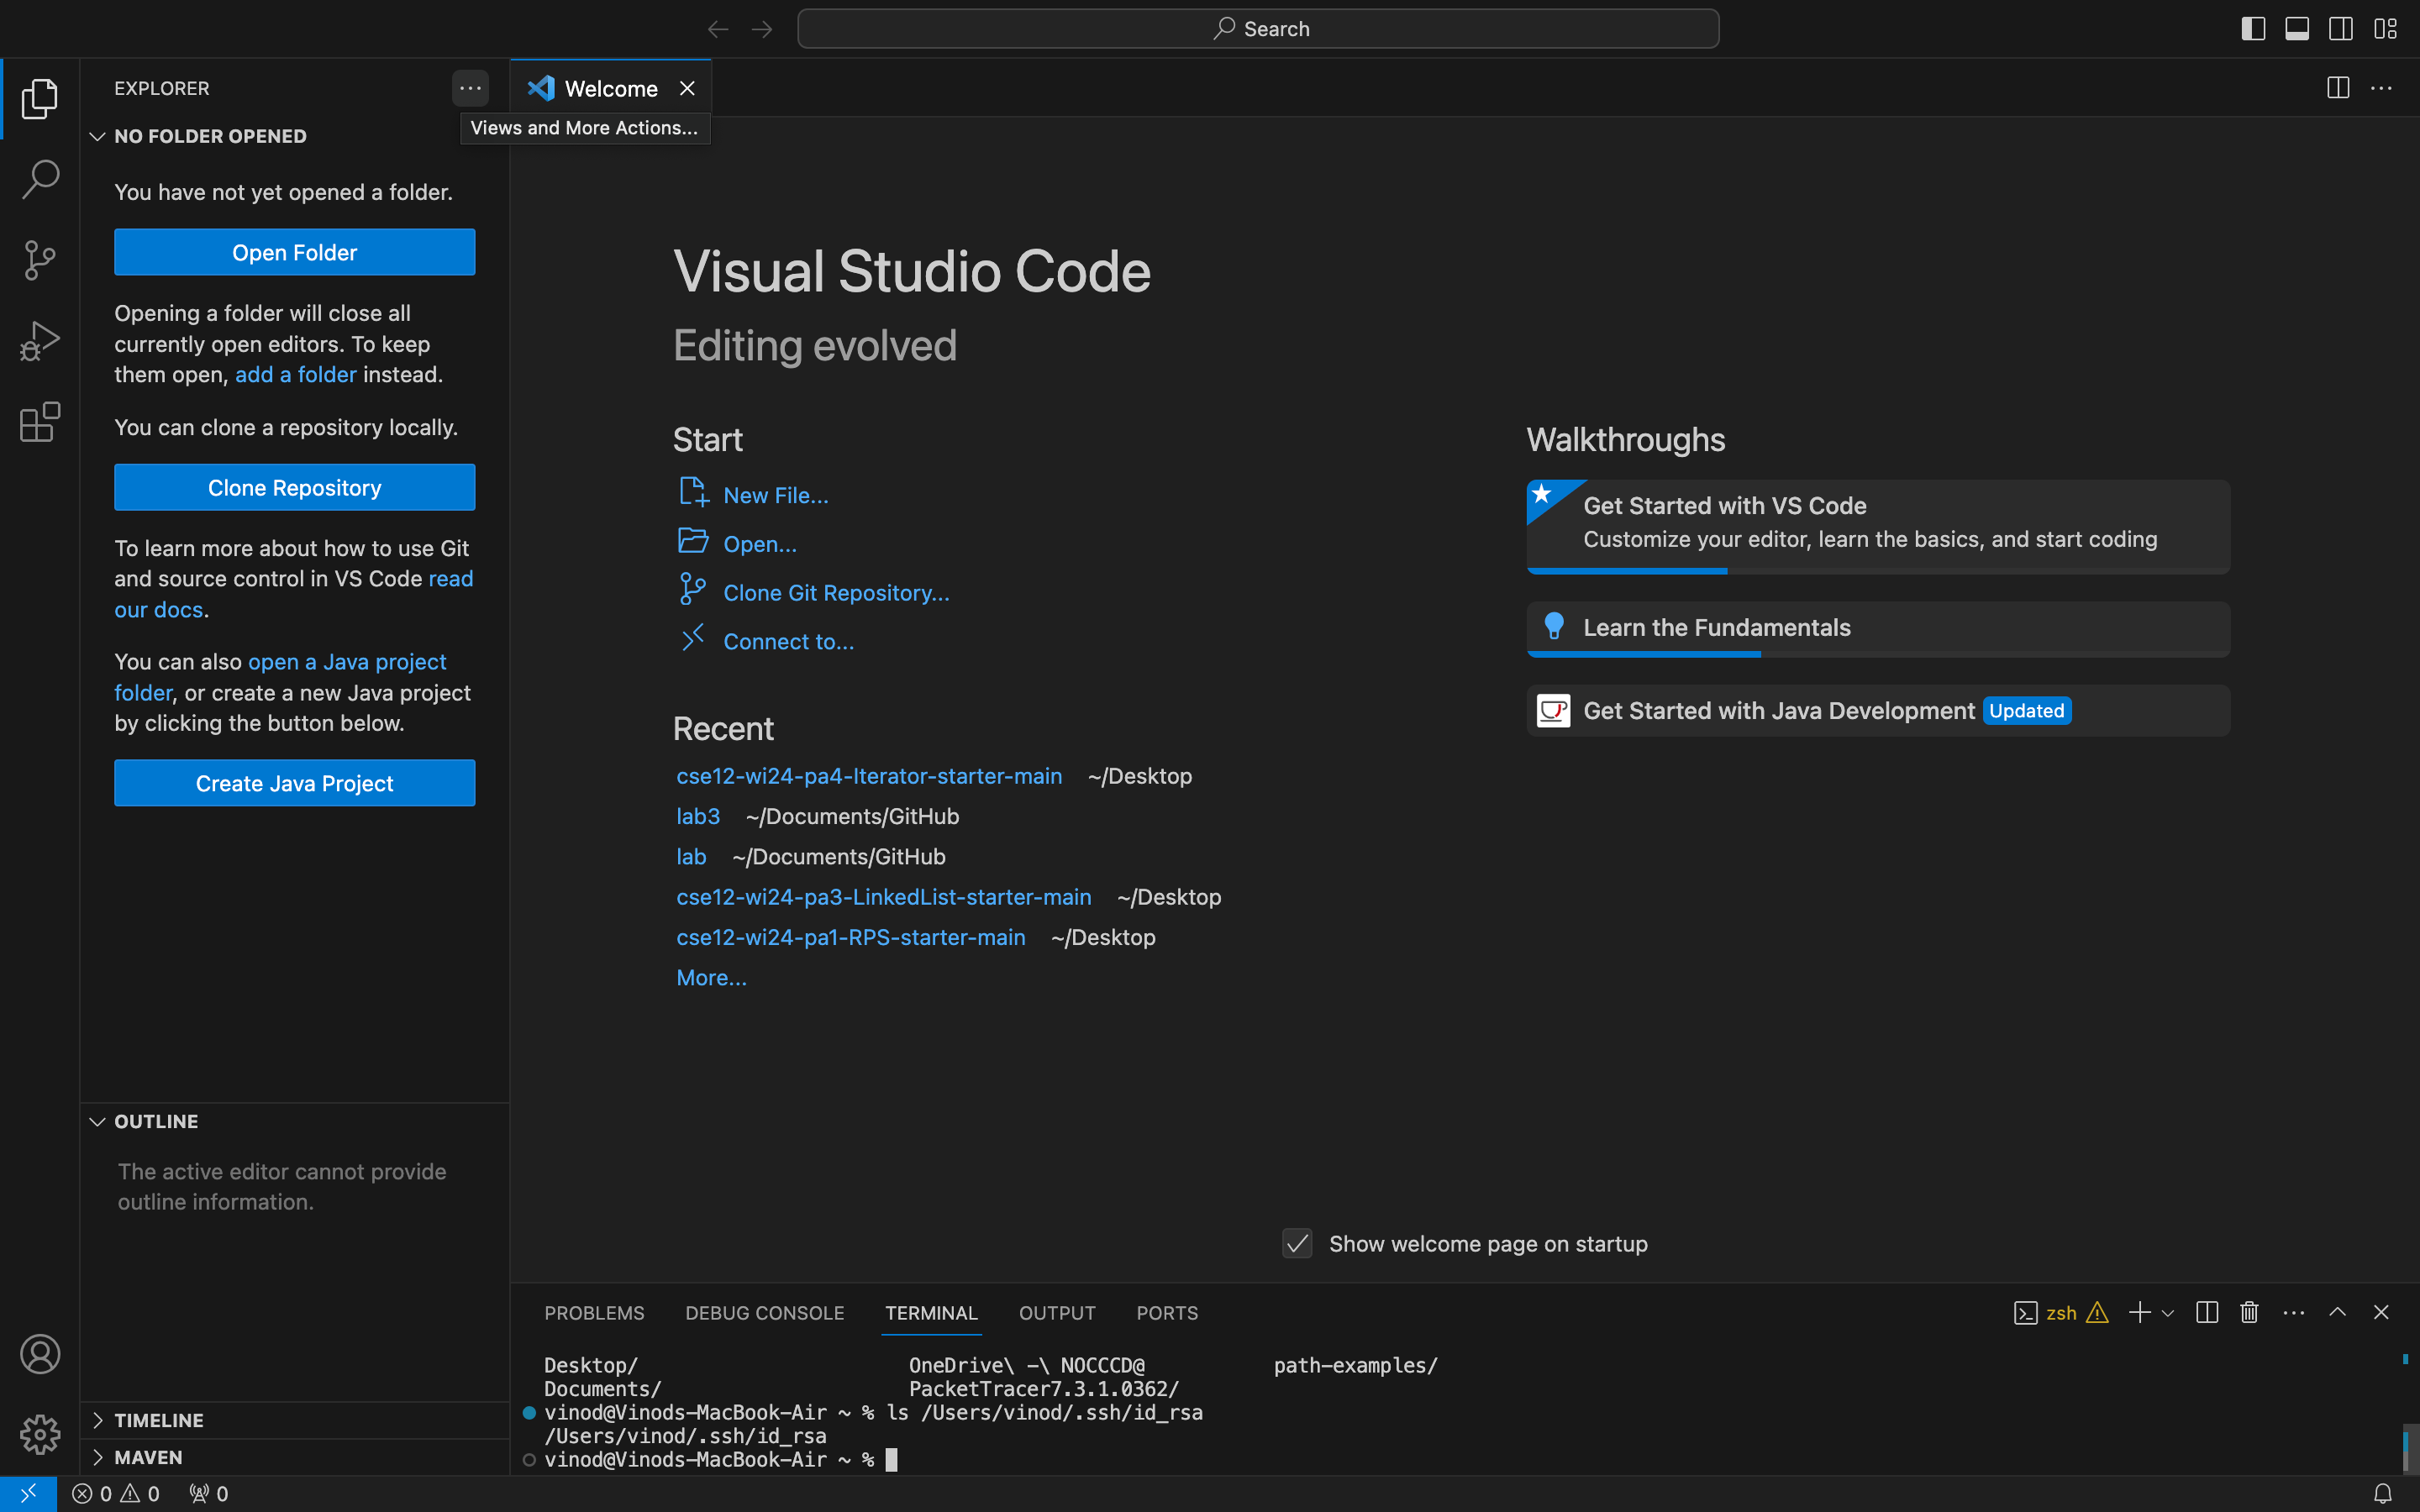 Search
EXPLORER
Welcome
Views and More Actions...
NO FOLDER OPENED
You have not yet opened a folder.
Open Folder
Opening a folder will close all
currently open editors. To keep
them open, add a folder instead.
You can clone a repository locally.
Clone Repository
To learn more about how to use Git
and source control in VS Code read
our docs.
You can also open a Java project
folder, or create a new Java project
by clicking the button below.
Create Java Project
OUTLINE
The active editor cannot provide
outline information.
TIMELINE
MAVEN
Visual Studio Code
Editing evolved
Start
New File...
Open...
Clone Git Repository...
Connect to...
Recent
cse12-wi24-pa4-Iterator-starter-main ~/Desktop
lab3 ~/Documents/GitHub
lab ~/Documents/GitHub
cse12-wi24-pa3-LinkedList-starter-main ~/Desktop
cse12-wi24-pa1-RPS-starter-main ~/Desktop
More...
Walkthroughs
Get Started with VS Code
Customize your editor, learn the basics, and start coding
Learn the Fundamentals
Get Started with Java Development Updated
Show welcome page on startup
PROBLEMS DEBUG CONSOLE TERMINAL OUTPUT PORTS zsh
Desktop/ OneDrive\ -\ NOCCCD@ path-examples/
Documents/ PacketTracer7.3.1.0362/
vinod@Vinods-MacBook-Air ~ % ls /Users/vinod/.ssh/id_rsa
/Users/vinod/.ssh/id_rsa
vinod@Vinods-MacBook-Air ~ %
0 0 0